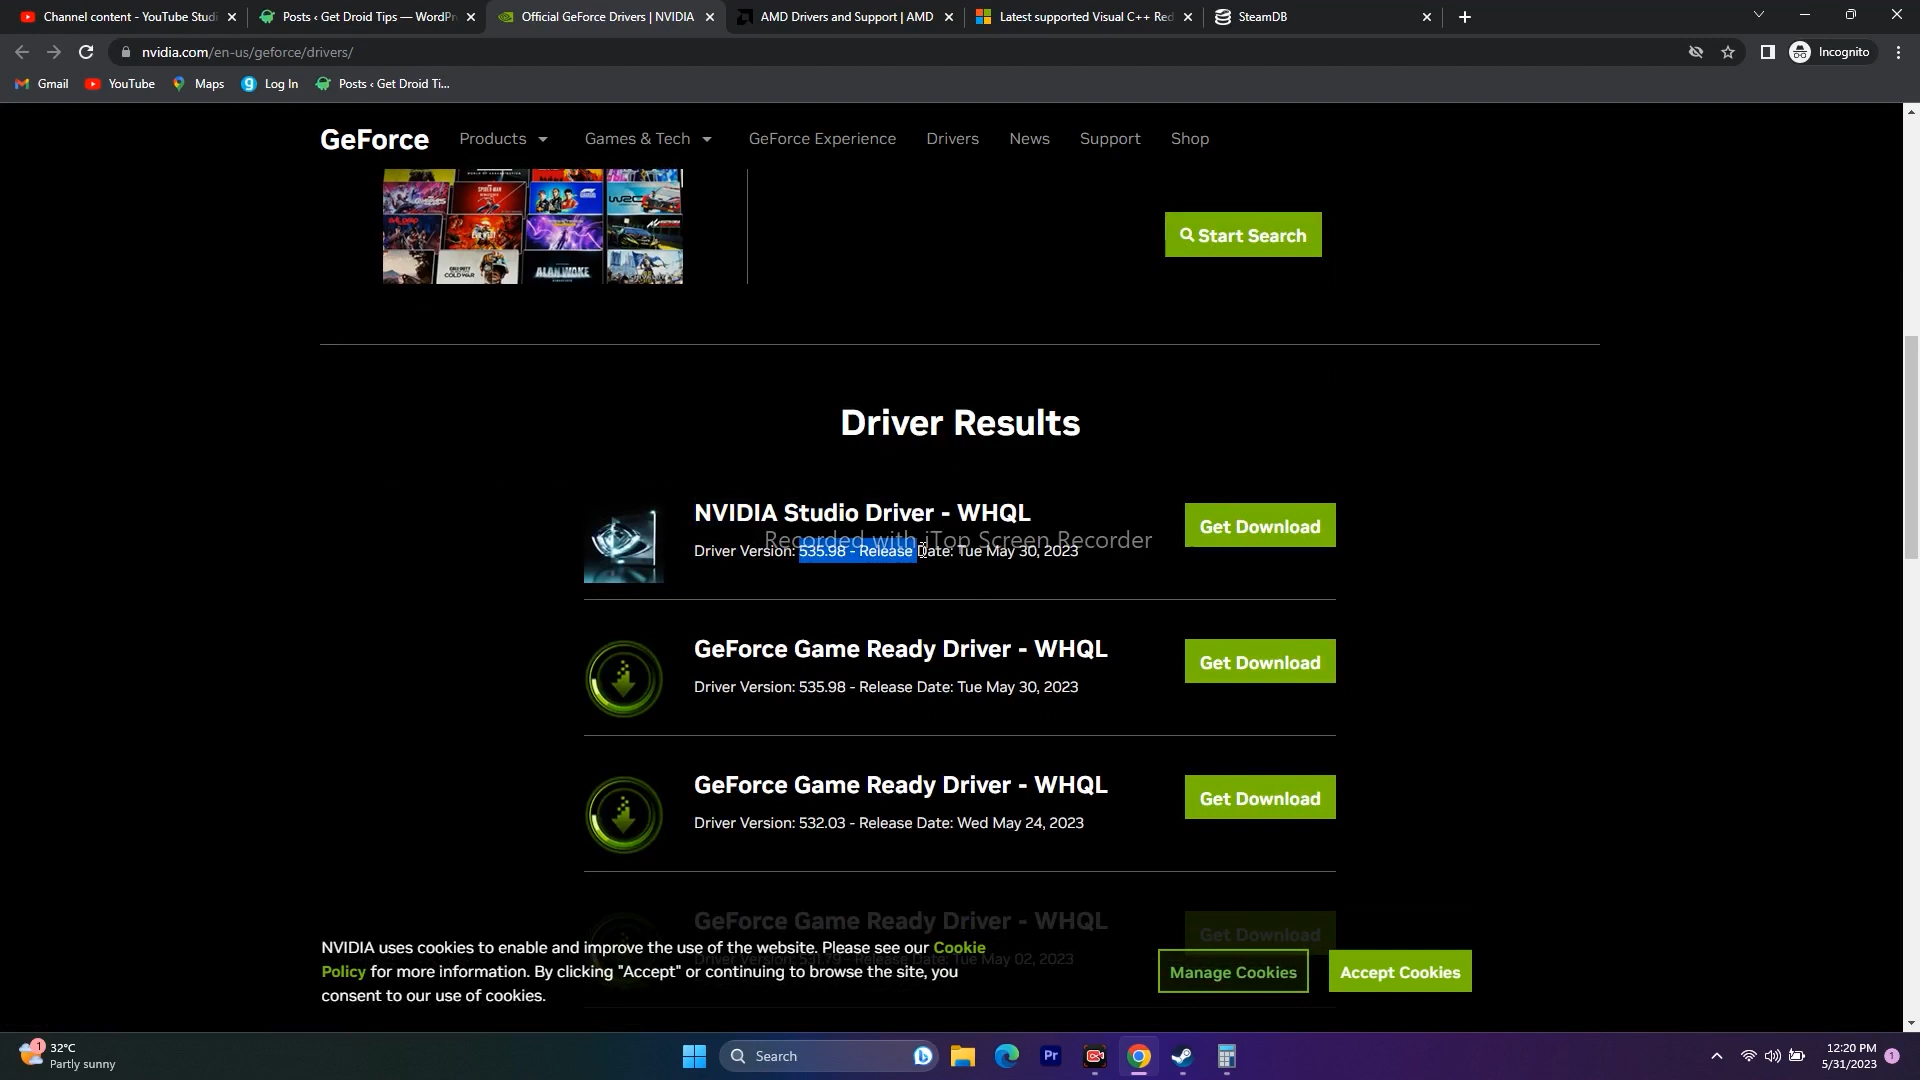 Channel content - YouTube Studi
Posts ‹ Get Droid Tips — WordPr
Official GeForce Drivers | NVIDIA
AMD Drivers and Support | AMD
Latest supported Visual C++ Red
SteamDB
nvidia.com/en-us/geforce/drivers/
Incognito
Gmail
YouTube
Maps
Log In
Posts ‹ Get Droid Ti...
GeForce
Products
Games & Tech
GeForce Experience
Drivers
News
Support
Shop
ALAN WAKE
Start Search
Driver Results
NVIDIA Studio Driver - WHQL
Driver Version: 535.98 - Release Date: Tue May 30, 2023
Get Download
Recorded with iTop Screen Recorder
GeForce Game Ready Driver - WHQL
Driver Version: 535.98 - Release Date: Tue May 30, 2023
Get Download
GeForce Game Ready Driver - WHQL
Driver Version: 532.03 - Release Date: Wed May 24, 2023
Get Download
GeForce Game Ready Driver - WHQL
Driver Version: 531.79 - Release Date: Tue May 02, 2023
Get Download
NVIDIA uses cookies to enable and improve the use of the website. Please see our Cookie
Policy for more information. By clicking "Accept" or continuing to browse the site, you
consent to our use of cookies.
Manage Cookies
Accept Cookies
1
32°C
Partly sunny
Search
Pr
12:20 PM
5/31/2023
1